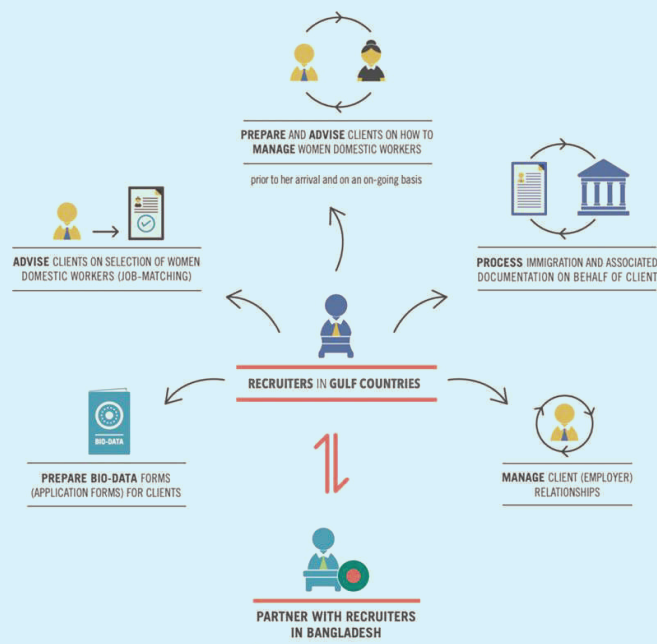 PREPARE AND ADVISE CLIENTS ON HOW TO
MANAGE WOMEN DOMESTIC WORKERS
prior to her arrival and on an on-going basis
ADVISE CLIENTS ON SELECTION OF WOMEN
DOMESTIC WORKERS (JOB-MATCHING)
PROCESS IMMIGRATION AND ASSOCIATED
DOCUMENTATION ON BEHALF OF CLIENT
RECRUITERS IN GULF COUNTRIES
BIO-DATA
PREPARE BIO-DATA FORMS
(APPLICATION FORMS) FOR CLIENTS
MANAGE CLIENT (EMPLOYER)
RELATIONSHIPS
PARTNER WITH RECRUITERS
IN BANGLADESH